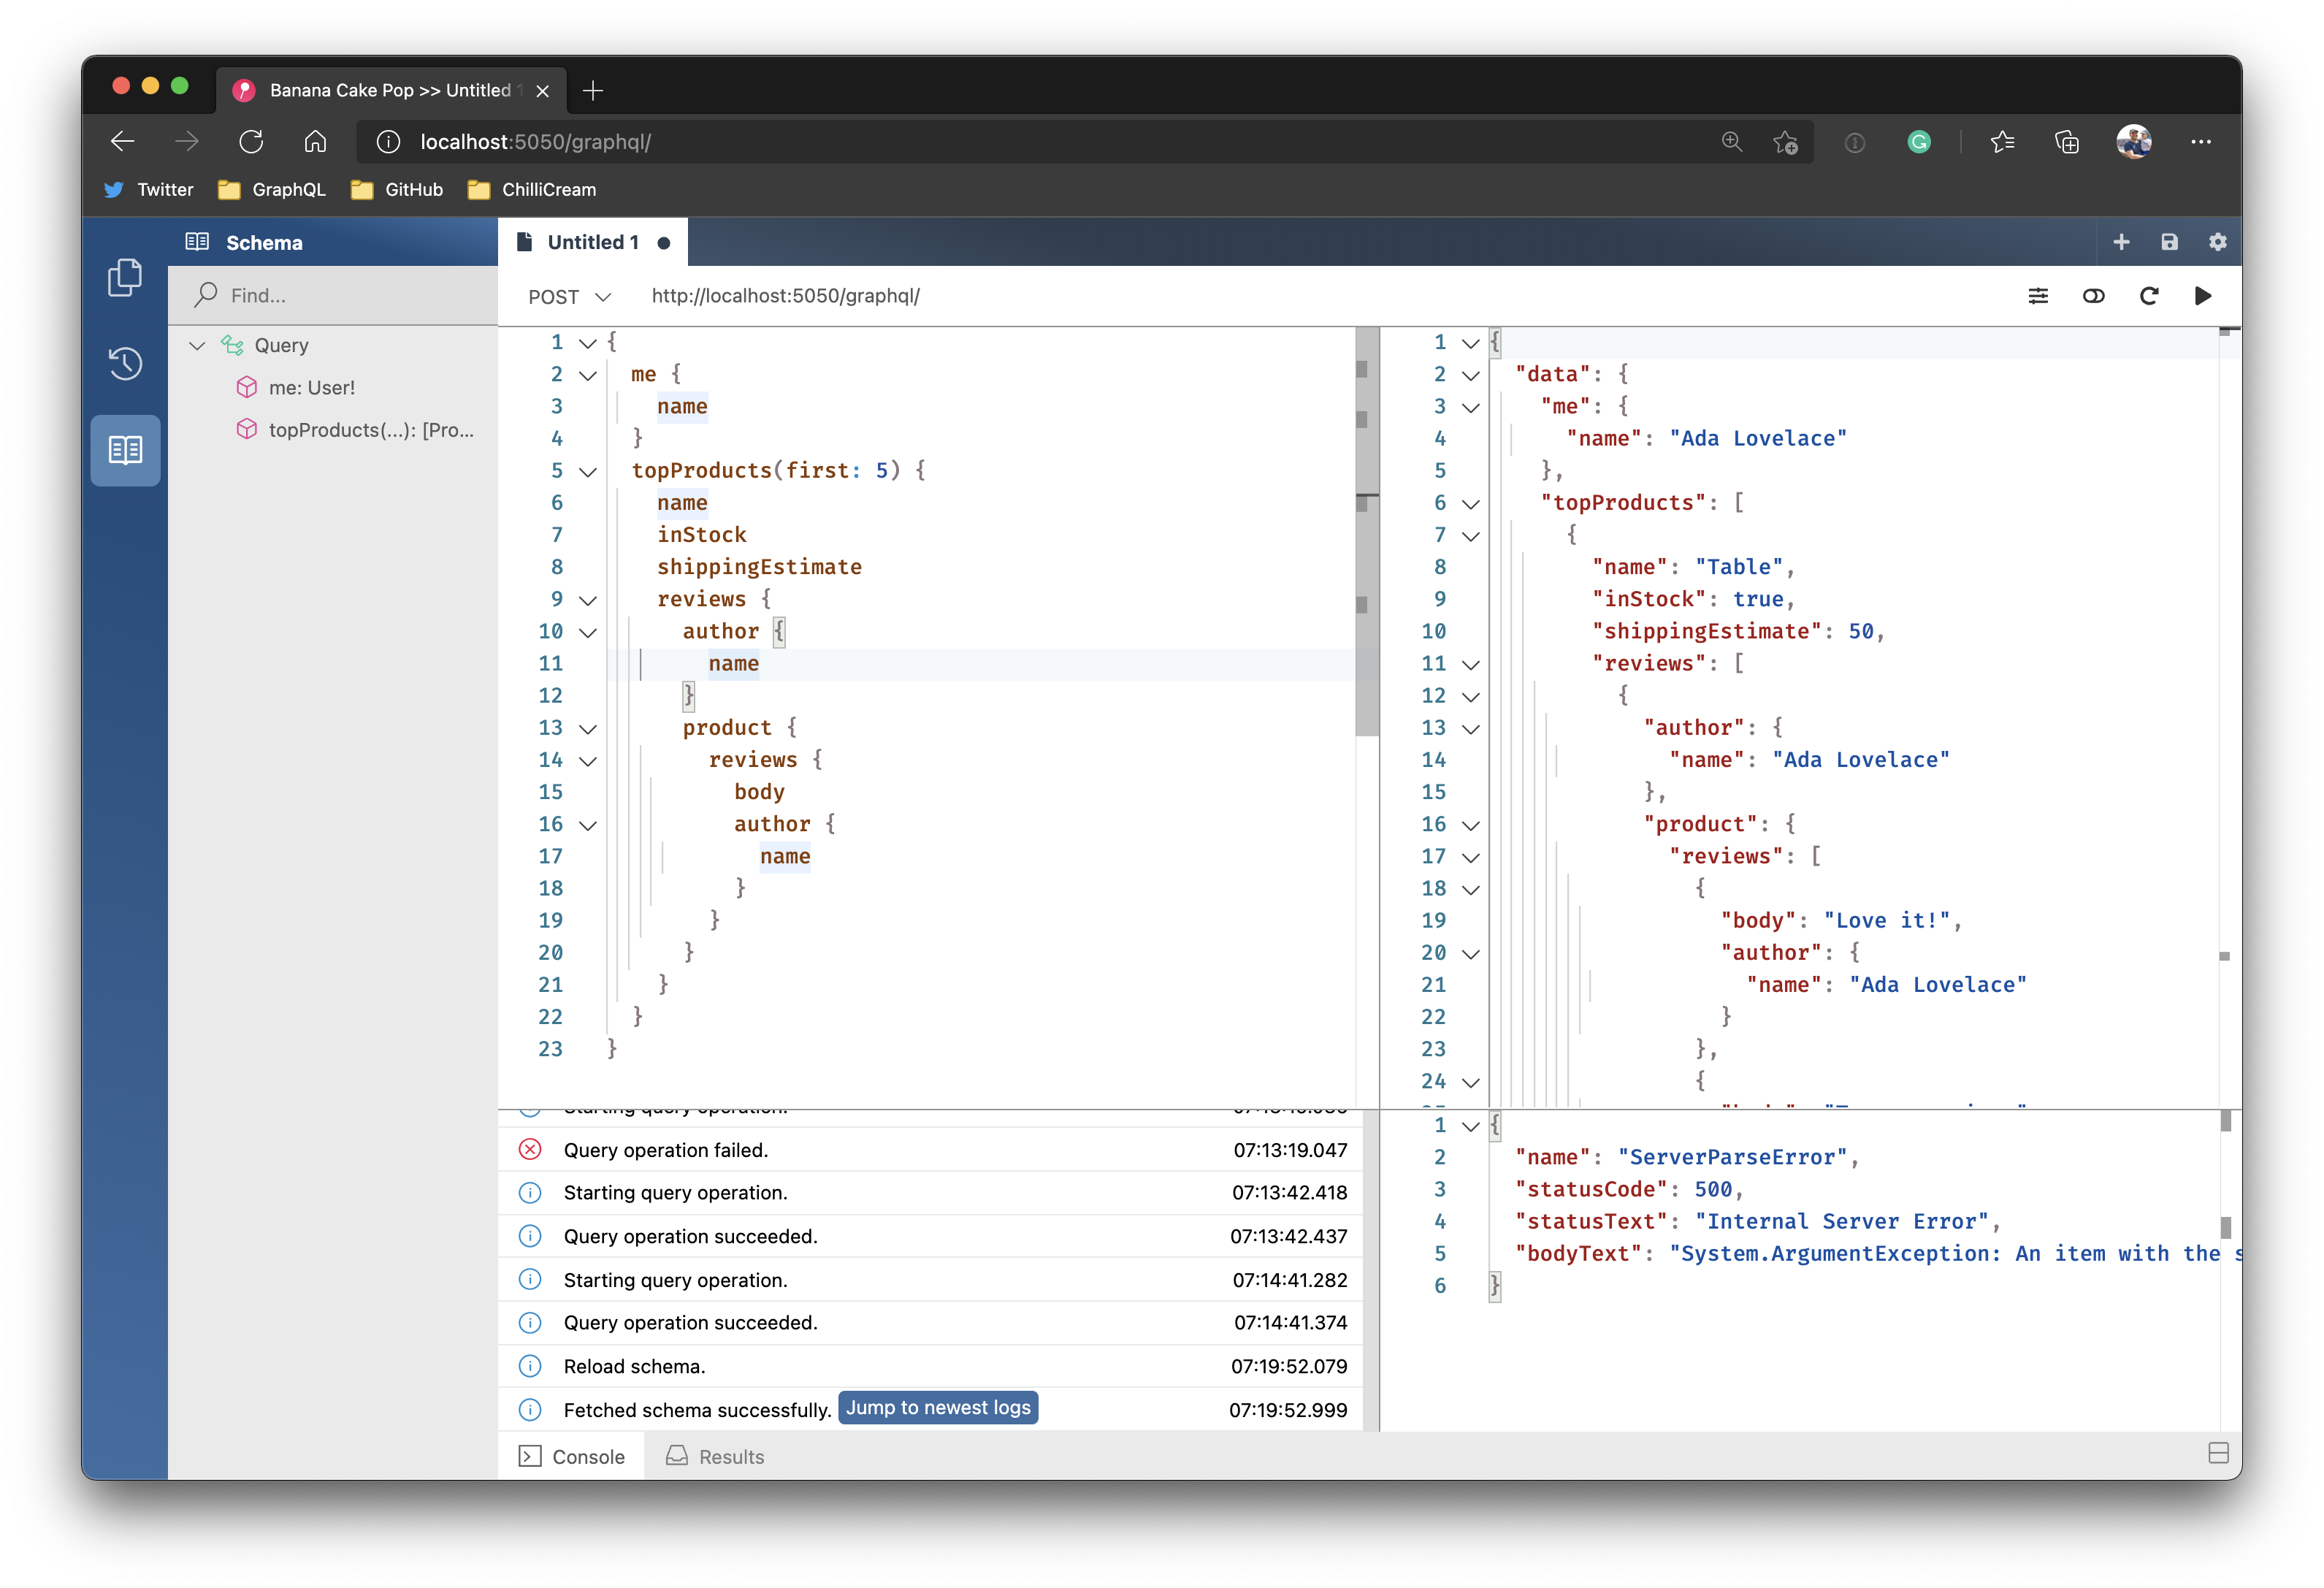 Banana Cake Pop >> Untitled 1
localhost:5050/graphql/
Twitter GraphQL GitHub ChilliCream
Schema
Untitled 1
Find...
POST http://localhost:5050/graphql/
Query
me: User!
topProducts(...): [Pro...
1 {
2 me {
3 name
4 }
5 topProducts(first: 5) {
6 name
7 inStock
8 shippingEstimate
9 reviews {
10 author {
11 name
12 }
13 product {
14 reviews {
15 body
16 author {
17 name
18 }
19 }
20 }
21 }
22 }
23 }
1 {
2 "data": {
3 "me": {
4 "name": "Ada Lovelace"
5 },
6 "topProducts": [
7 {
8 "name": "Table",
9 "inStock": true,
10 "shippingEstimate": 50,
11 "reviews": [
12 {
13 "author": {
14 "name": "Ada Lovelace"
15 },
16 "product": {
17 "reviews": [
18 {
19 "body": "Love it!",
20 "author": {
21 "name": "Ada Lovelace"
22 }
23 },
24 {
Starting query operation.
Query operation failed. 07:13:19.047
Starting query operation. 07:13:42.418
Query operation succeeded. 07:13:42.437
Starting query operation. 07:14:41.282
Query operation succeeded. 07:14:41.374
Reload schema. 07:19:52.079
Fetched schema successfully. Jump to newest logs 07:19:52.999
1 {
2 "name": "ServerParseError",
3 "statusCode": 500,
4 "statusText": "Internal Server Error",
5 "bodyText": "System.ArgumentException: An item with the s
6 }
Console Results